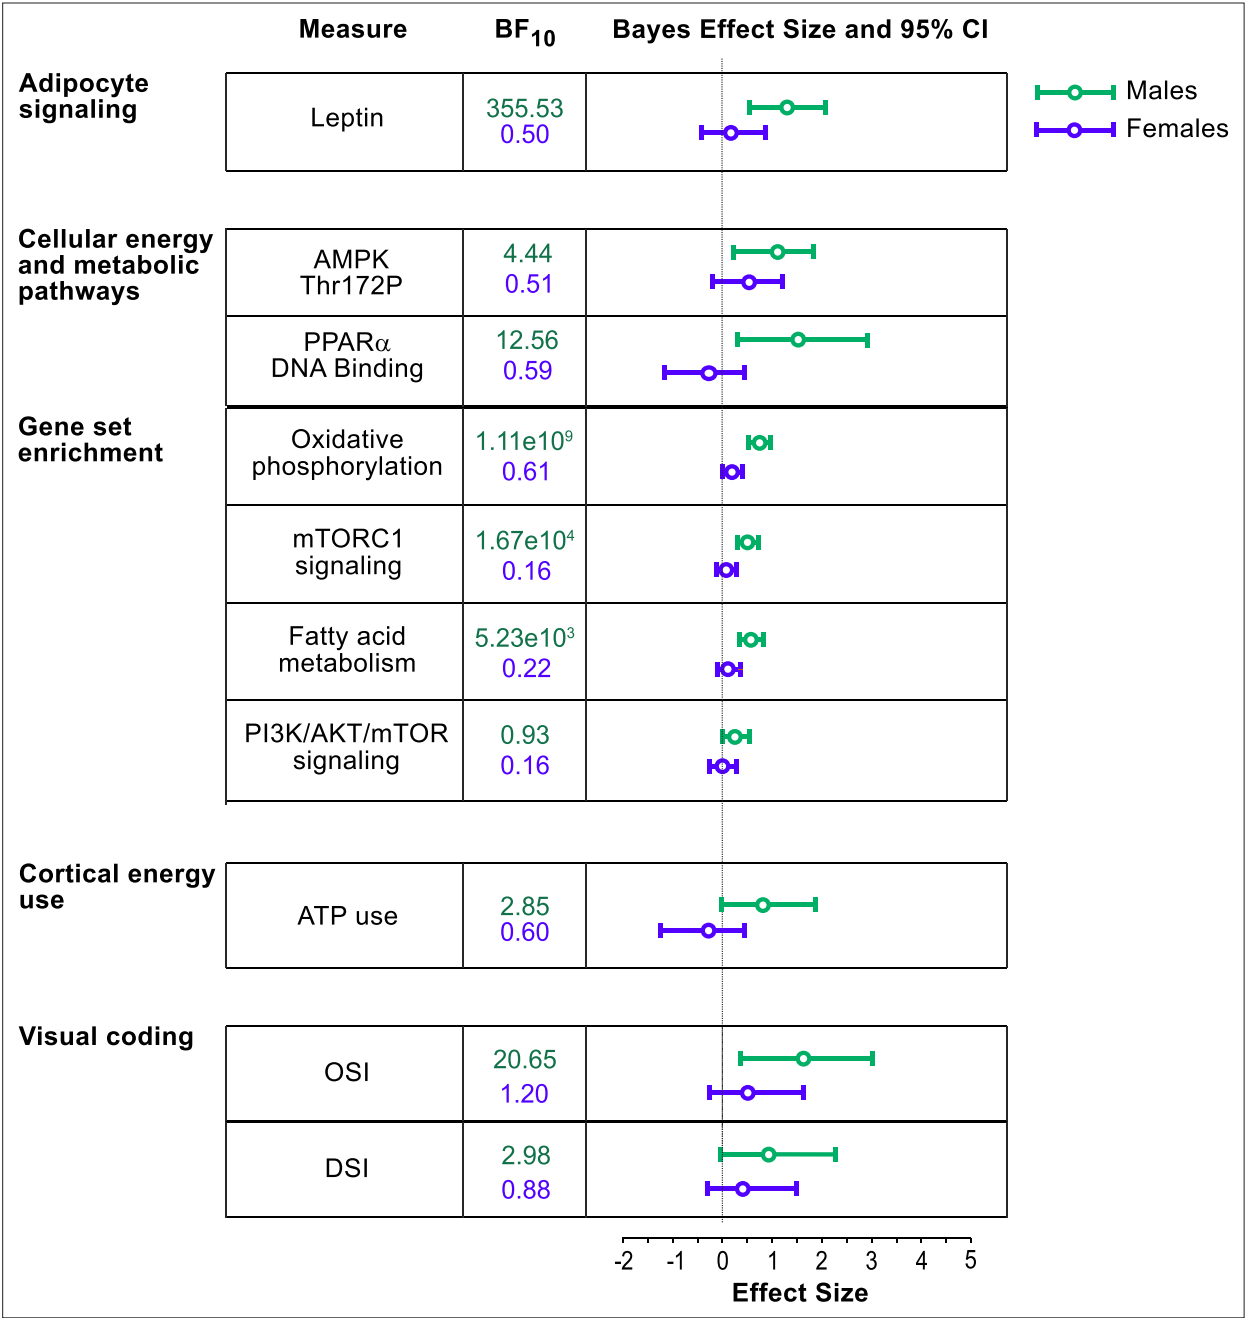 Measure BF10 Bayes Effect Size and 95% CI
Adipocyte
signaling
Leptin
355.53
0.50
Males
Females
Cellular energy
and metabolic
pathways
AMPK
Thr172P
4.44
0.51
PPARα
DNA Binding
12.56
0.59
Gene set
enrichment
Oxidative
phosphorylation
1.11e10⁹
0.61
mTORC1
signaling
1.67e10⁴
0.16
Fatty acid
metabolism
5.23e10³
0.22
PI3K/AKT/mTOR
signaling
0.93
0.16
Cortical energy
use
ATP use
2.85
0.60
Visual coding
OSI
20.65
1.20
DSI
2.98
0.88
-2 -1 0 1 2 3 4 5
Effect Size